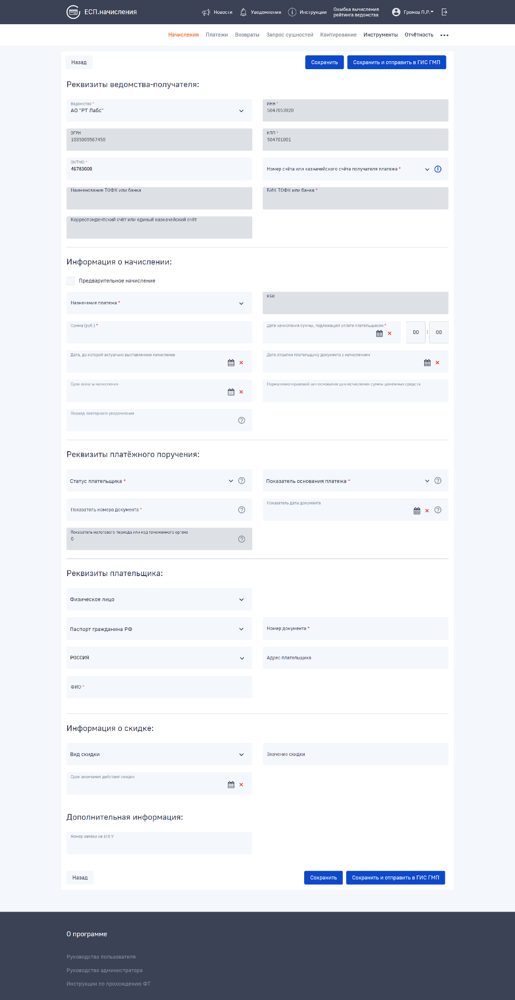 ЕСП.начисления
Новости
Уведомления
Инструкции
Ошибка вычисления
рейтинга ведомства
Громов П.Р.
Начисления Платежи Возвраты Запрос сущностей Квитирование Инструменты Отчётность
Назад
Сохранить
Сохранить и отправить в ГИС ГМП
Реквизиты ведомства-получателя:
Ведомство *
АО "РТ Лабс"
ИНН *
5047053920
ОГРН
1035009567450
КПП *
504701001
ОКТМО *
46783000
Номер счёта или казначейского счёта получателя платежа *
Наименование ТОФК или банка
БИК ТОФК или банка *
Корреспондентский счёт или единый казначейский счёт
Информация о начислении:
Предварительное начисление
Назначение платежа *
КБК
Сумма (руб.) *
Дата начисления суммы, подлежащей уплате плательщиком *
00 : 00
Дата, до которой актуально выставленное начисление
Дата отсылки плательщику документа с начислением
Срок оплаты начисления
Нормативно-правовой акт-основание для исчисления суммы денежных средств
Период повторного уведомления
Реквизиты платёжного поручения:
Статус плательщика *
Показатель основания платежа *
Показатель номера документа *
Показатель даты документа
Показатель налогового периода или код таможенного органа
0
Реквизиты плательщика:
Физическое лицо
Паспорт гражданина РФ
Номер документа *
РОССИЯ
Адрес плательщика
ФИО *
Информация о скидке:
Вид скидки
Значение скидки
Срок окончания действия скидки
Дополнительная информация:
Номер заявки на ЕПГУ
Назад
Сохранить
Сохранить и отправить в ГИС ГМП
О программе
Руководство пользователя
Руководство администратора
Инструкции по прохождению ФТ